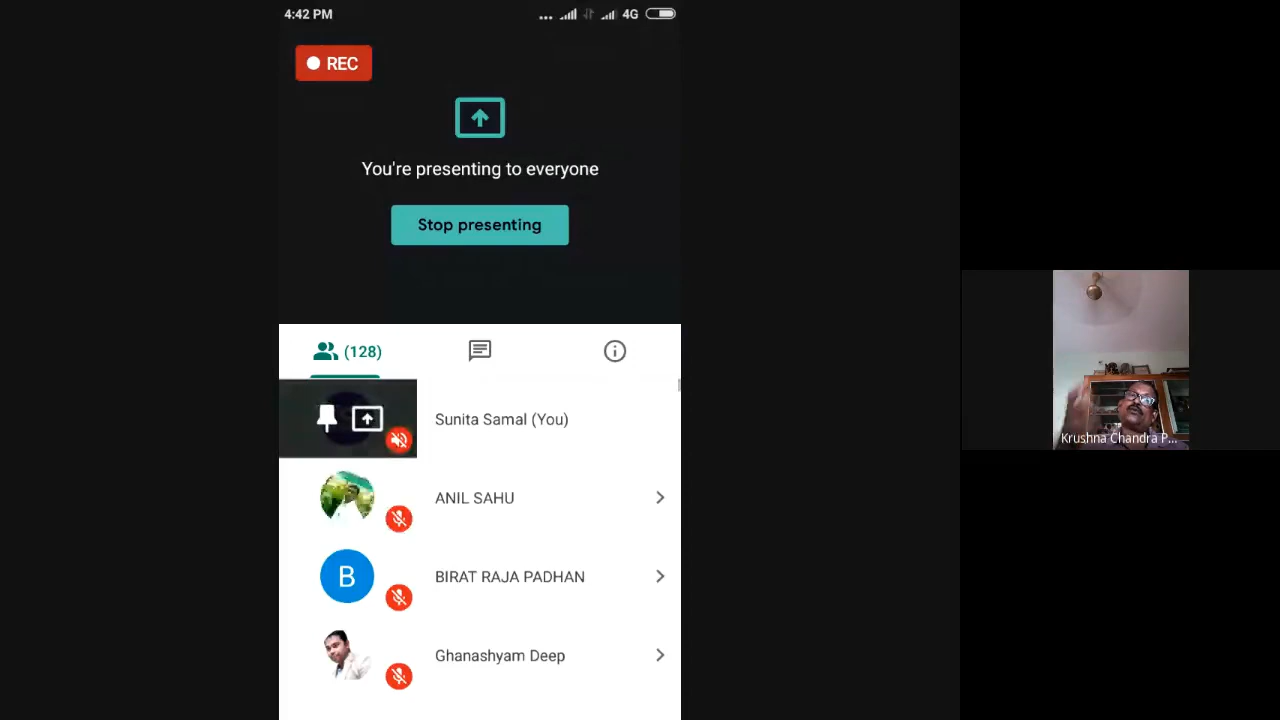 4:42 PM
4G
REC
You're presenting to everyone
Stop presenting
(128)
Sunita Samal (You)
ANIL SAHU
B
BIRAT RAJA PADHAN
Ghanashyam Deep
Krushna Chandra P...